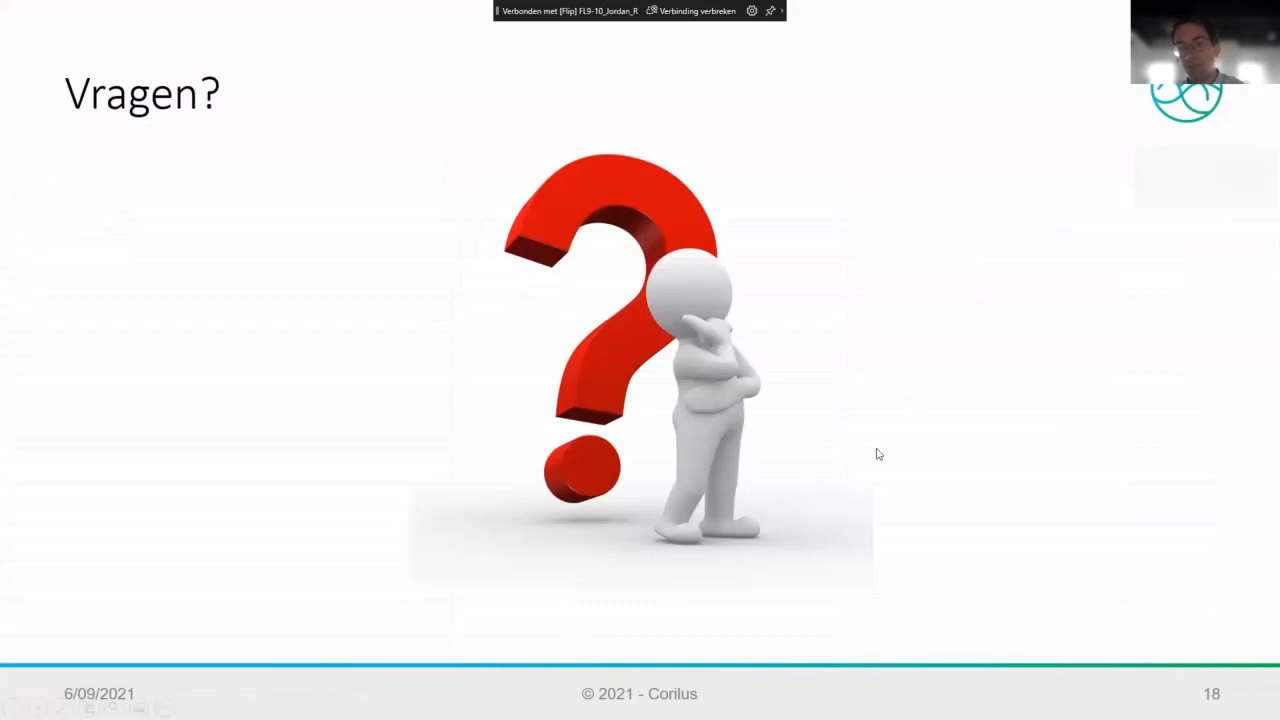 Verbonden met [Flip] FL9-10_Jordan_R Verbinding verbreken
Vragen?
6/09/2021 © 2021 - Corilus 18